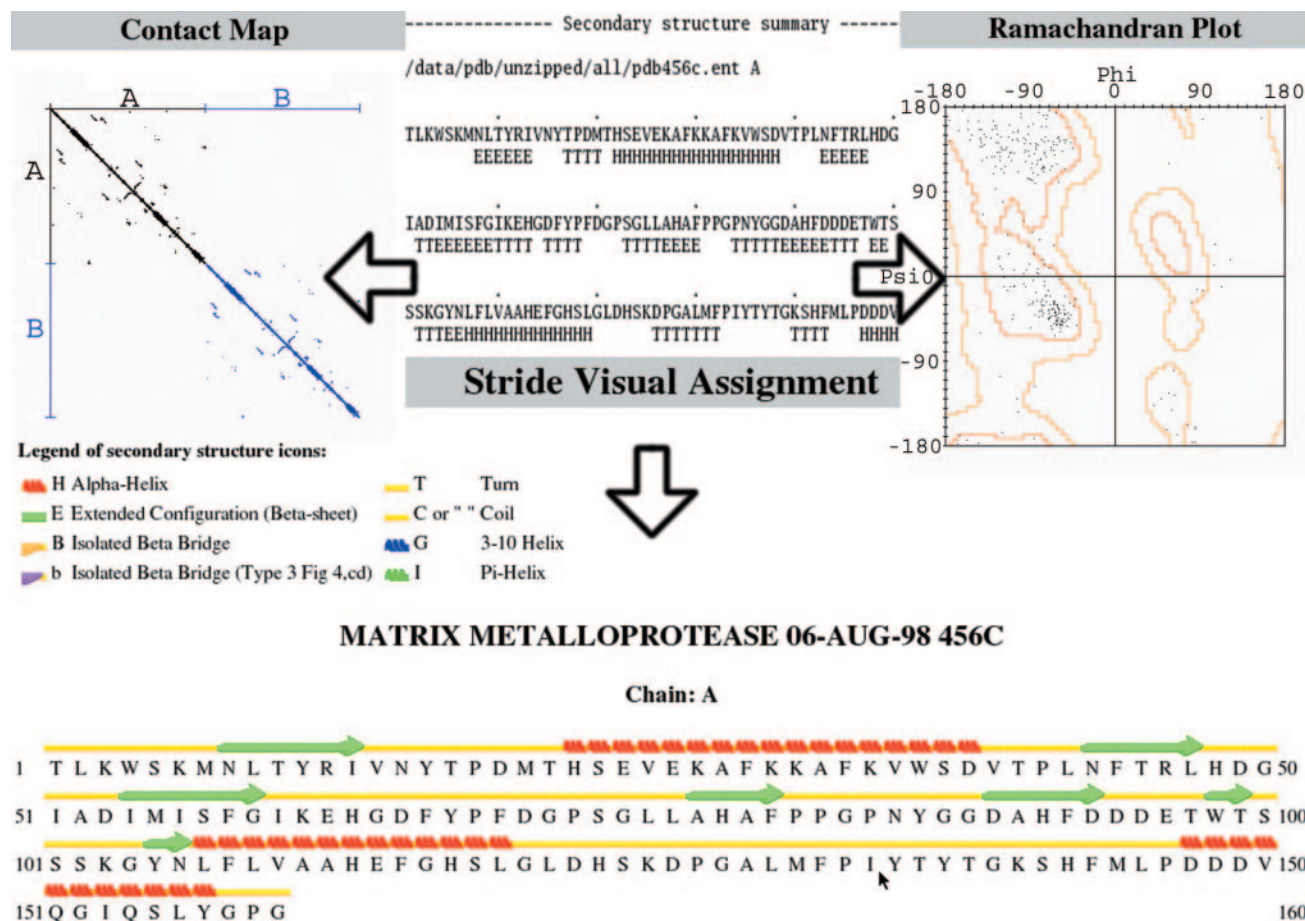 Contact Map
-------------- Secondary structure summary ------
Ramachandran Plot
/data/pdb/unzipped/all/pdb456c.ent A
Phi
-180 -90 0 90 180
180
90
Psi0
-90
-180
A B
A
B
TLKWSKMNLTYRIVNYTPDMTHSEVEKAFKKAFKVWSDVTPLNFTRLHDG
EEEEEE TTTT HHHHHHHHHHHHHHHHH EEEEE
IADIMISFGIKEHGDFYPFDGPSGLLAHAFPPGPNYGGDAHFDDDETWTS
TTEEEEEETTTT TTTT TTTTEEEE TTTTTEEEEETTT EE
SSKGYNLFLVAAHEFGHSLGLDHSKDPGALMFPIYTYTGKSHFMLPDDDV
TTTEEHHHHHHHHHHHHH TTTTTTT TTTT HHHH
Stride Visual Assignment
Legend of secondary structure icons:
H Alpha-Helix
T Turn
E Extended Configuration (Beta-sheet)
C or " " Coil
B Isolated Beta Bridge
G 3-10 Helix
b Isolated Beta Bridge (Type 3 Fig 4,cd)
I Pi-Helix
MATRIX METALLOPROTEASE 06-AUG-98 456C
Chain: A
1 T L K W S K M N L T Y R I V N Y T P D M T H S E V E K A F K K A F K V W S D V T P L N F T R L H D G 50
51 I A D I M I S F G I K E H G D F Y P F D G P S G L L A H A F P P G P N Y G G D A H F D D D E T W T S 100
101 S S K G Y N L F L V A A H E F G H S L G L D H S K D P G A L M F P I Y T Y T G K S H F M L P D D D V 150
151 Q G I Q S L Y G P G 160